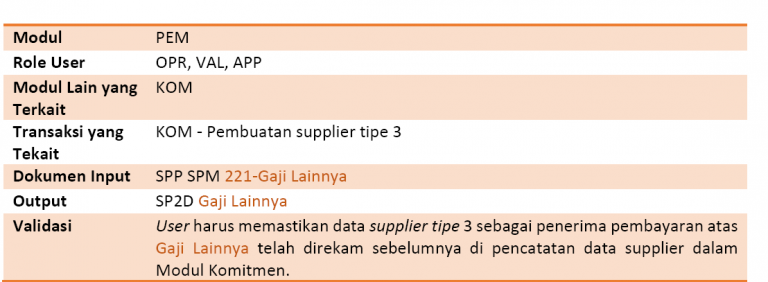 Modul PEM
Role User OPR, VAL, APP
Modul Lain yang KOM
Terkait
Transaksi yang KOM - Pembuatan supplier tipe 3
Tekait
Dokumen Input SPP SPM 221-Gaji Lainnya
Output SP2D Gaji Lainnya
Validasi User harus memastikan data supplier tipe 3 sebagai penerima pembayaran atas
Gaji Lainnya telah direkam sebelumnya di pencatatan data supplier dalam
Modul Komitmen.